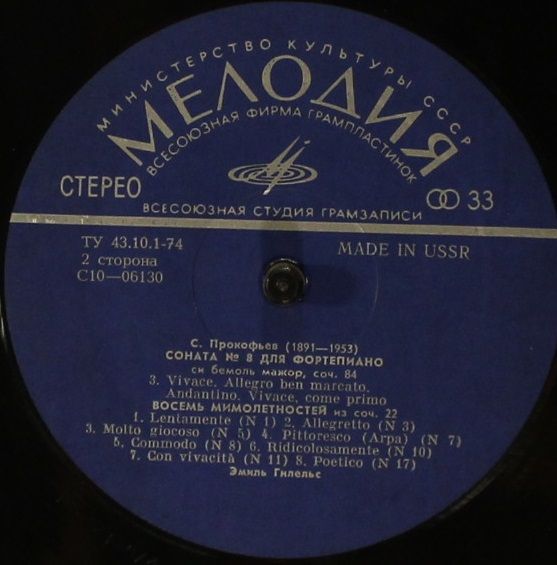 МИНИСТЕРСТВО КУЛЬТУРЫ СССР
МЕЛОДИЯ
ВСЕСОЮЗНАЯ ФИРМА ГРАМПЛАСТИНОК
СТЕРЕО
33
ВСЕСОЮЗНАЯ СТУДИЯ ГРАМЗАПИСИ
ТУ 43.10.1-74
MADE IN USSR
2 сторона
С10—06130
С. Прокофьев (1891—1953)
СОНАТА № 8 ДЛЯ ФОРТЕПИАНО
си бемоль мажор, соч. 84
3. Vivace. Allegro ben marcato.
Andantino. Vivace, come primo
ВОСЕМЬ МИМОЛЕТНОСТЕЙ из соч. 22
1. Lentamente (N 1) 2. Allegretto (N 3)
3. Molto giocoso (N 5) 4. Pittoresco (Arpa) (N 7)
5. Commodo (N 8) 6. Ridicolosamente (N 10)
7. Con vivacità (N 11) 8. Poetico (N 17)
Эмиль Гилельс